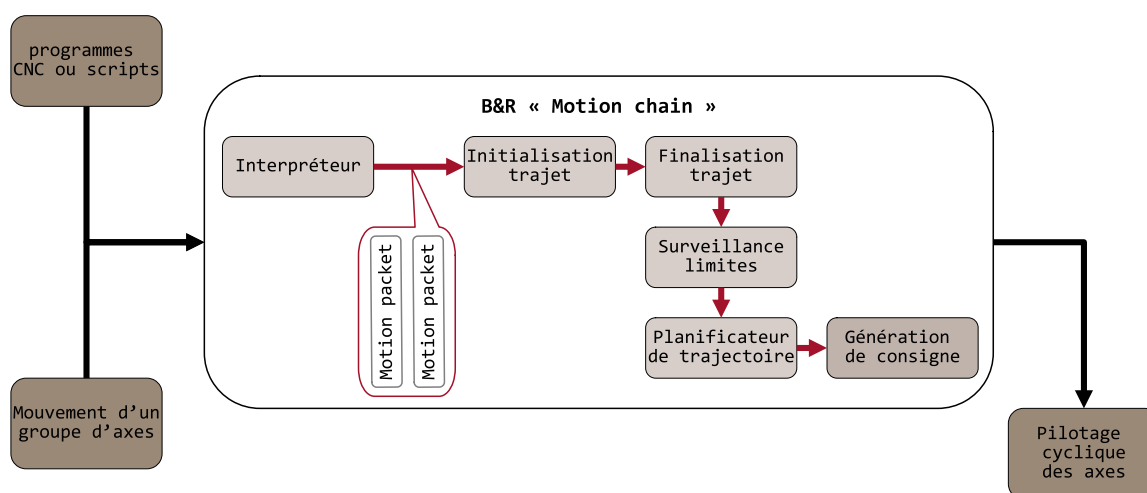 programmes
CNC ou scripts
B&R « Motion chain »
Interpréteur
Initialisation
trajet
Finalisation
trajet
Motion packet
Motion packet
Surveillance
limites
Planificateur
de trajectoire
Génération
de consigne
Mouvement d’un
groupe d’axes
Pilotage
cyclique
des axes